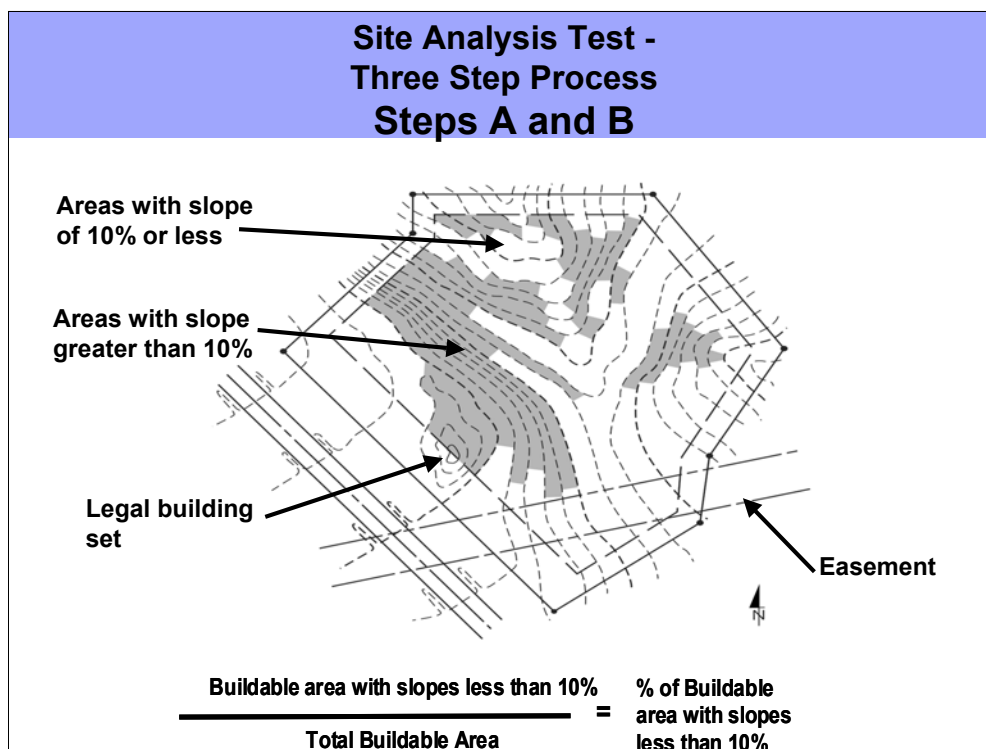 Site Analysis Test -
Three Step Process
Steps A and B
Areas with slope
of 10% or less
Areas with slope
greater than 10%
Legal building
set
Easement
N
Buildable area with slopes less than 10%
Total Buildable Area
=
% of Buildable
area with slopes
less than 10%